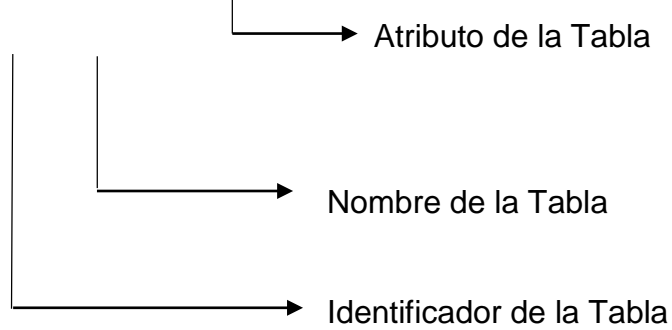 Atributo de la Tabla
Nombre de la Tabla
Identificador de la Tabla